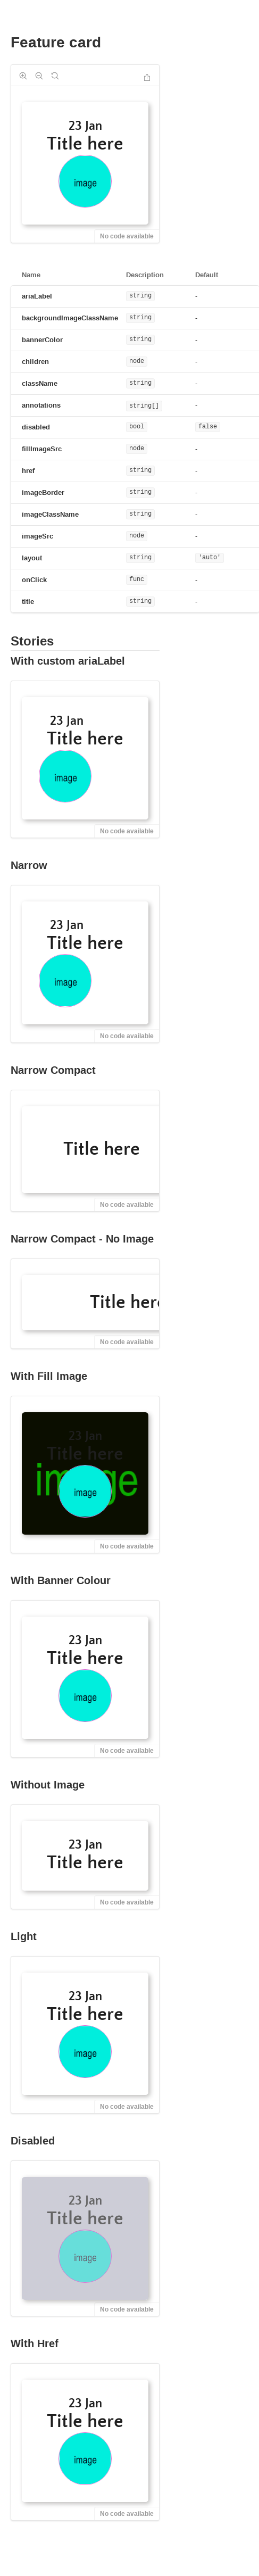 Feature card
23 Jan
Title here
image
No code available
Name Description Default
ariaLabel string -
backgroundImageClassName string -
bannerColor string -
children node -
className string -
annotations string[] -
disabled bool false
fillImageSrc node -
href string -
imageBorder string -
imageClassName string -
imageSrc node -
layout string 'auto'
onClick func -
title string -
Stories
With custom ariaLabel
23 Jan
Title here
image
No code available
Narrow
23 Jan
Title here
image
No code available
Narrow Compact
Title here
No code available
Narrow Compact - No Image
Title here
No code available
With Fill Image
23 Jan
Title here
image
image
No code available
With Banner Colour
23 Jan
Title here
image
No code available
Without Image
23 Jan
Title here
No code available
Light
23 Jan
Title here
image
No code available
Disabled
23 Jan
Title here
image
No code available
With Href
23 Jan
Title here
image
No code available